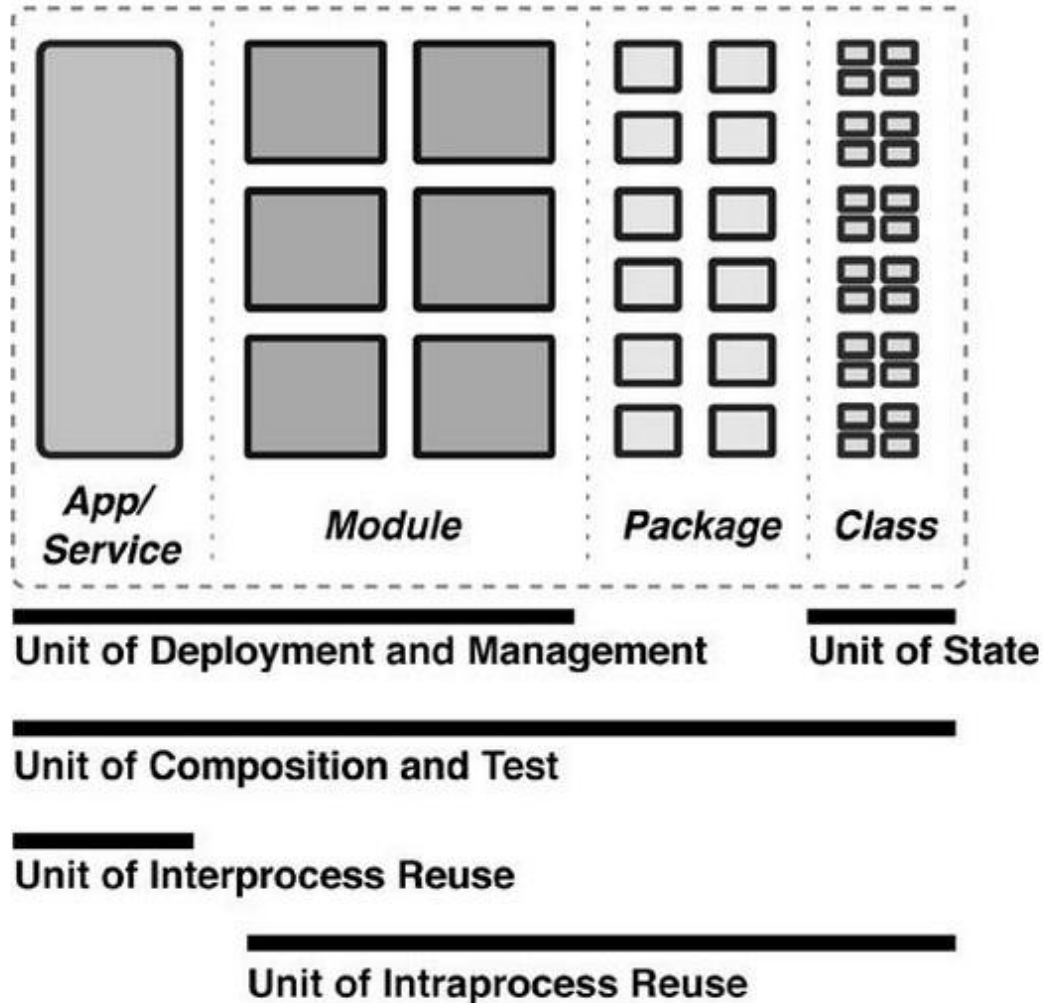 App/
Service
Module
Package
Class
Unit of Deployment and Management
Unit of State
Unit of Composition and Test
Unit of Interprocess Reuse
Unit of Intraprocess Reuse